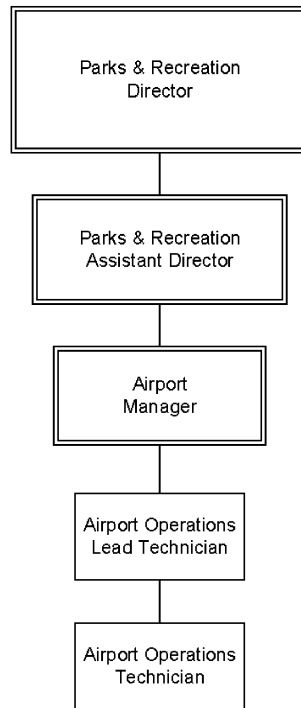 Parks & Recreation
Director
Parks & Recreation
Assistant Director
Airport
Manager
Airport Operations
Lead Technician
Airport Operations
Technician